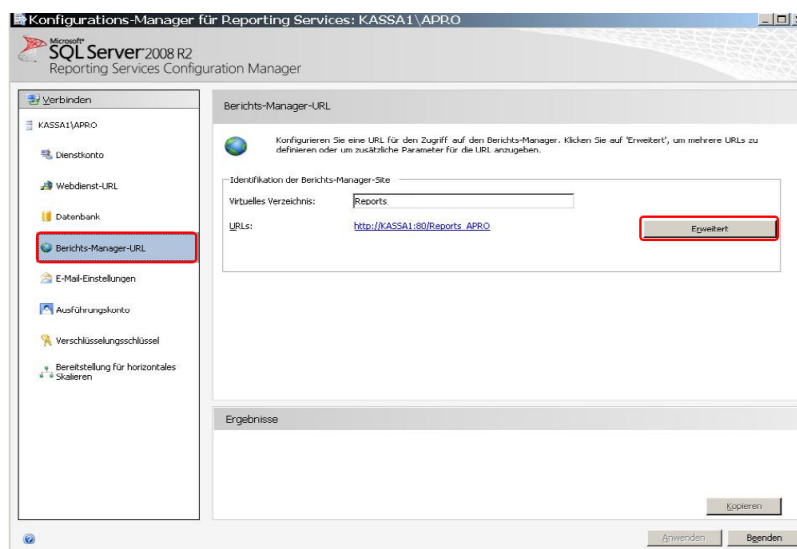 Konfigurations-Manager für Reporting Services: KASSA1\APRO
Microsoft
SQL Server 2008 R2
Reporting Services Configuration Manager
Verbinden
KASSA1\APRO
Dienstkonto
Webdienst-URL
Datenbank
Berichts-Manager-URL
E-Mail-Einstellungen
Ausführungskonto
Verschlüsselungsschlüssel
Bereitstellung für horizontales
Skalieren
Berichts-Manager-URL
Konfigurieren Sie eine URL für den Zugriff auf den Berichts-Manager. Klicken Sie auf 'Erweitert', um mehrere URLs zu
definieren oder um zusätzliche Parameter für die URL anzugeben.
Identifikation der Berichts-Manager-Site
Virtuelles Verzeichnis: Reports
URLs: http://KASSA1:80/Reports_APRO
Erweitert
Ergebnisse
Kopieren
Anwenden Beenden